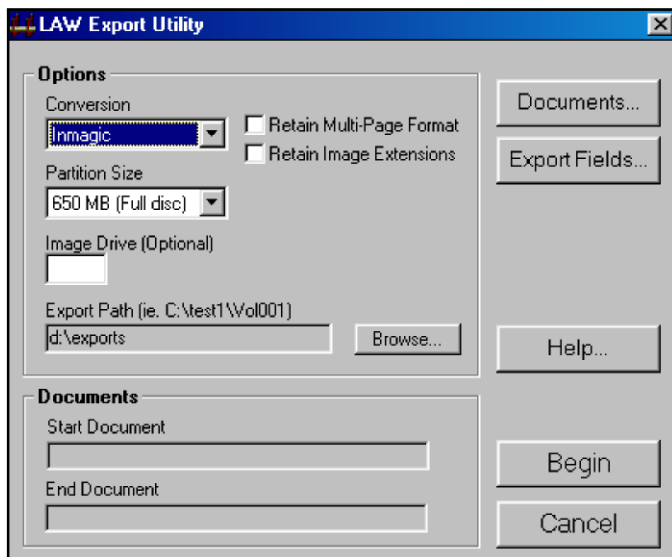 LAW Export Utility
Options
Conversion
Inmagic
Retain Multi-Page Format
Retain Image Extensions
Partition Size
650 MB (Full disc)
Image Drive (Optional)
Export Path (ie. C:\test1\Vol001)
d:\exports
Browse...
Documents
Start Document
End Document
Documents...
Export Fields...
Help...
Begin
Cancel